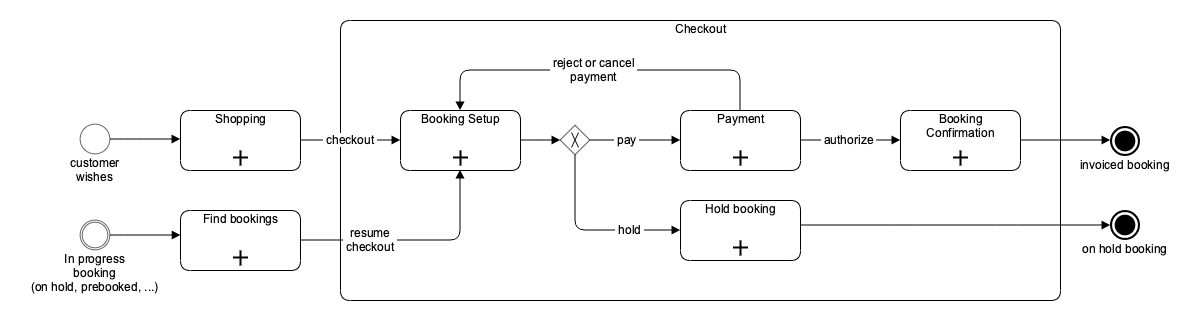 Checkout
reject or cancel
payment
Shopping
Booking Setup
Payment
Booking
Confirmation
checkout
X
pay
authorize
customer
wishes
invoiced booking
Find bookings
Hold booking
resume
checkout
hold
In progress
booking
(on hold, prebooked, ...)
on hold booking